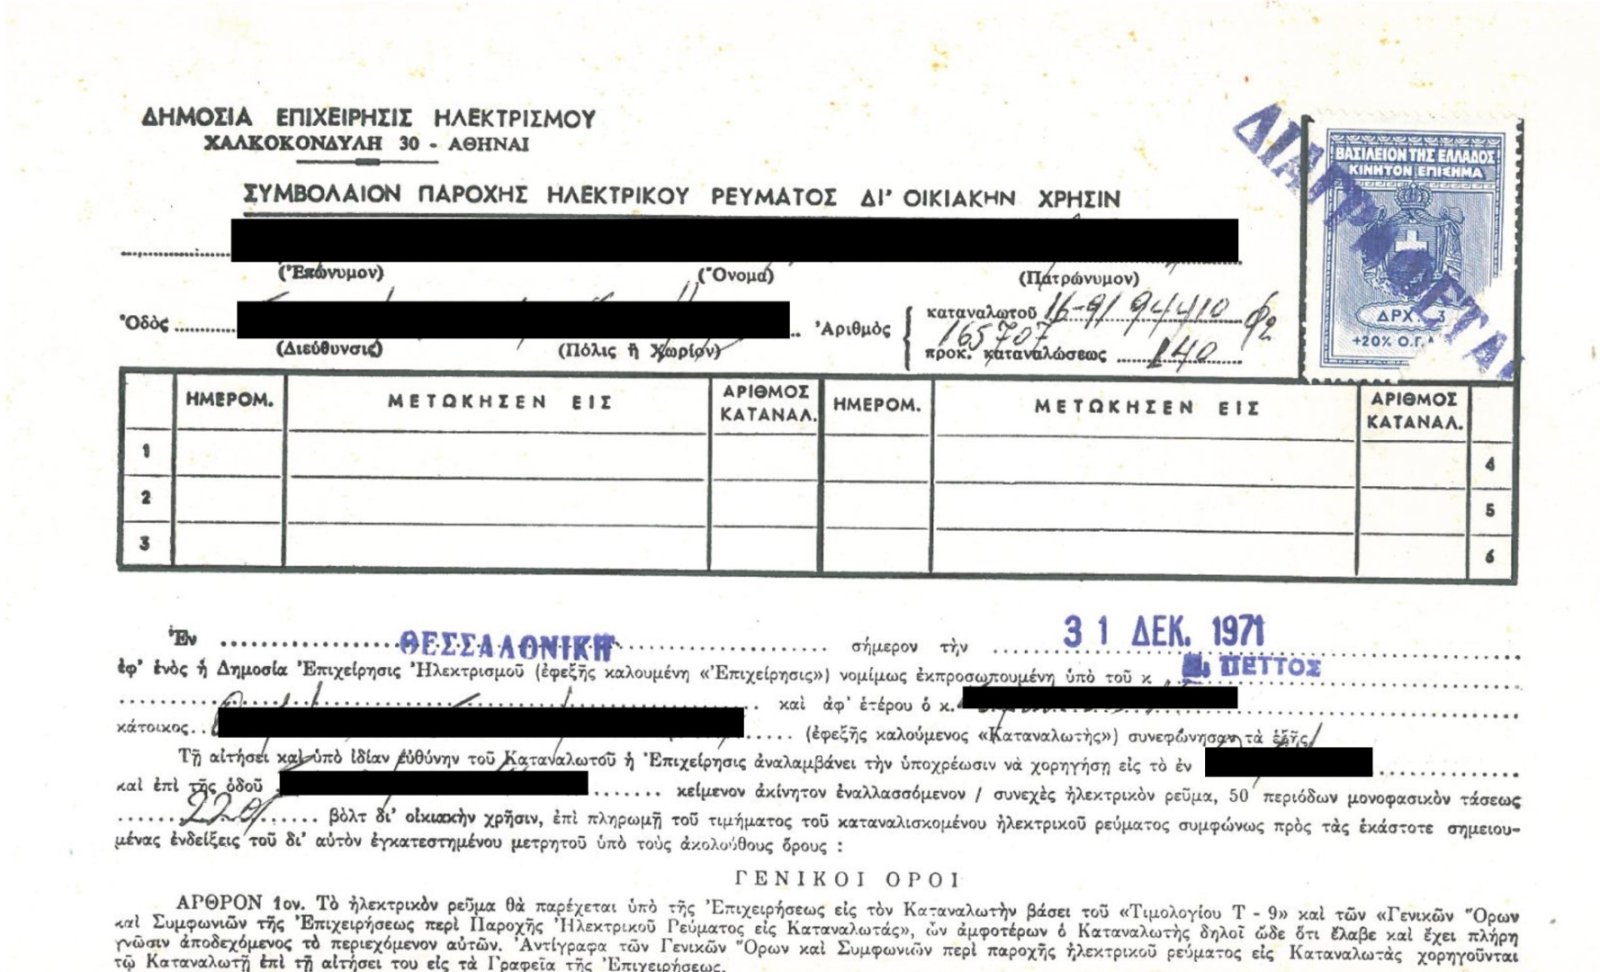 ΔΗΜΟΣΙΑ ΕΠΙΧΕΙΡΗΣΙΣ ΗΛΕΚΤΡΙΣΜΟΥ
ΧΑΛΚΟΚΟΝΔΥΛΗ 30 - ΑΘΗΝΑΙ
ΣΥΜΒΟΛΑΙΟΝ ΠΑΡΟΧΗΣ ΗΛΕΚΤΡΙΚΟΥ ΡΕΥΜΑΤΟΣ ΔΙ' ΟΙΚΙΑΚΗΝ ΧΡΗΣΙΝ
ΒΑΣΙΛΕΙΟΝ ΤΗΣ ΕΛΛΑΔΟΣ
ΚΙΝΗΤΟΝ ΕΠΙΣΗΜΑ
ΔΡΧ. 3
+20% Ο.Γ.Α
(Ἐπώνυμον) (Ὄνομα) (Πατρώνυμον)
Ὁδὸς Ἀριθμὸς καταναλωτοῦ 16-91 94410
165707
προκ. καταναλώσεως 140
(Διεύθυνσις) (Πόλις ἢ Χωρίον)
ΗΜΕΡΟΜ. ΜΕΤΩΚΗΣΕΝ ΕΙΣ ΑΡΙΘΜΟΣ ΚΑΤΑΝΑΛ. ΗΜΕΡΟΜ. ΜΕΤΩΚΗΣΕΝ ΕΙΣ ΑΡΙΘΜΟΣ ΚΑΤΑΝΑΛ.
1 4
2 5
3 6
Ἐν ΘΕΣΣΑΛΟΝΙΚΗ σήμερον τὴν 31 ΔΕΚ. 1971
ἐφ' ἑνὸς ἡ Δημοσία Ἐπιχείρησις Ἠλεκτρισμοῦ (ἐφεξῆς καλουμένη «Ἐπιχείρησις») νομίμως ἐκπροσωπουμένη ὑπὸ τοῦ κ ΠΕΤΤΟΣ
καὶ ἀφ' ἑτέρου ὁ κ.
κάτοικος (ἐφεξῆς καλούμενος «Καταναλωτὴς») συνεφώνησαν τὰ ἑξῆς
Τῇ αἰτήσει καὶ ὑπὸ ἰδίαν εὐθύνην τοῦ Καταναλωτοῦ ἡ Ἐπιχείρησις ἀναλαμβάνει τὴν ὑποχρέωσιν νὰ χορηγήσῃ εἰς τὸ ἐν
καὶ ἐπὶ τῆς ὁδοῦ κείμενον ἀκίνητον ἐναλλασσόμενον / συνεχὲς ἠλεκτρικὸν ρεῦμα, 50 περιόδων μονοφασικὸν τάσεως
220 βὸλτ δι' οἰκιακὴν χρῆσιν, ἐπὶ πληρωμῇ τοῦ τιμήματος τοῦ καταναλισκομένου ἠλεκτρικοῦ ρεύματος συμφώνως πρὸς τὰς ἑκάστοτε σημειου-
μένας ἐνδείξεις τοῦ δι' αὐτὸν ἐγκατεστημένου μετρητοῦ ὑπὸ τοὺς ἀκολούθους ὅρους :
ΓΕΝΙΚΟΙ ΟΡΟΙ
ΑΡΘΡΟΝ 1ον. Τὸ ἠλεκτρικὸν ρεῦμα θὰ παρέχεται ὑπὸ τῆς Ἐπιχειρήσεως εἰς τὸν Καταναλωτὴν βάσει τοῦ «Τιμολογίου Τ - 9» καὶ τῶν «Γενικῶν Ὅρων
καὶ Συμφωνιῶν τῆς Ἐπιχειρήσεως περὶ Παροχῆς Ἠλεκτρικοῦ Ρεύματος εἰς Καταναλωτάς», ὧν ἀμφοτέρων ὁ Καταναλωτὴς δηλοῖ ὧδε ὅτι ἔλαβε καὶ ἔχει πλήρη
γνῶσιν ἀποδεχόμενος τὸ περιεχόμενον αὐτῶν. Ἀντίγραφα τῶν Γενικῶν Ὅρων καὶ Συμφωνιῶν περὶ παροχῆς ἠλεκτρικοῦ ρεύματος εἰς Καταναλωτὰς χορηγοῦνται
τῷ Καταναλωτῇ ἐπὶ τῇ αἰτήσει του εἰς τὰ Γραφεῖα τῆς Ἐπιχειρήσεως.